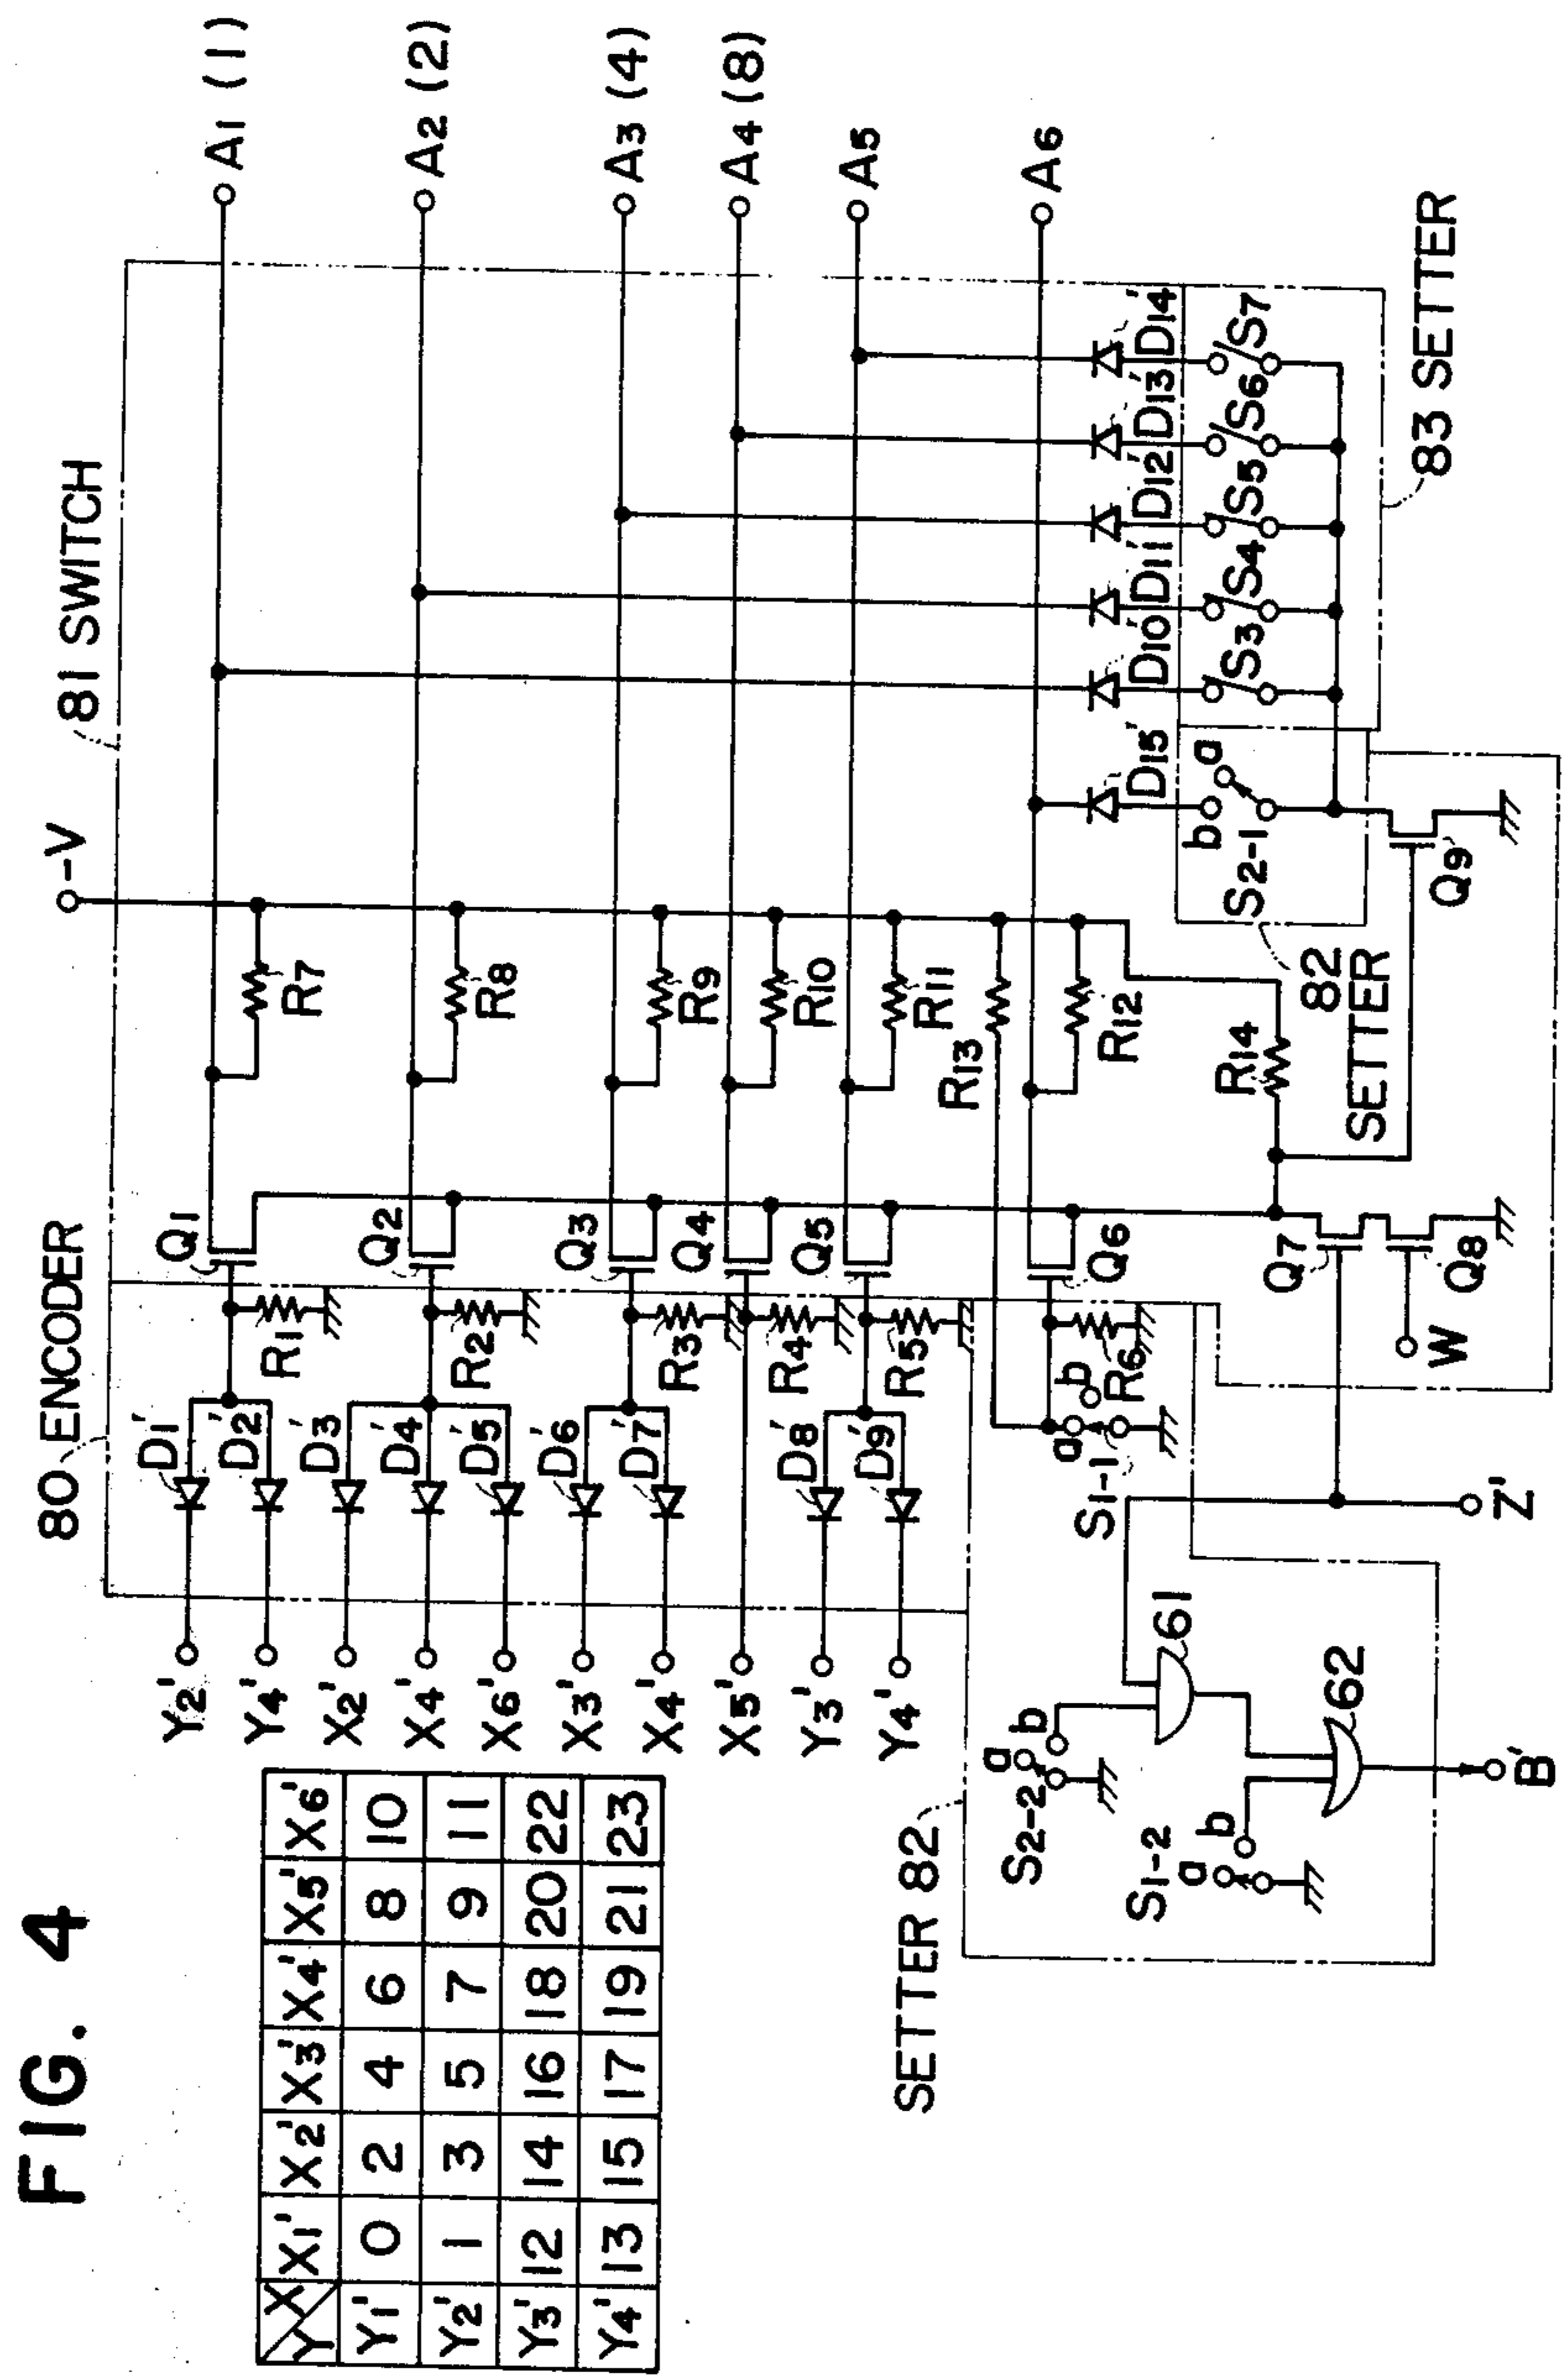 FIG. 4
X Y X1' X2' X3' X4' X5' X6'
Y1' 0 2 4 6 8 10
Y2' 1 3 5 7 9 11
Y3' 12 14 16 18 20 22
Y4' 13 15 17 19 21 23
80 ENCODER
81 SWITCH
-V
Y2' D1' R1 Q1 R7 A1 (1)
Y4' D2'
X2' D3' R2 Q2 R8 A2 (2)
X4' D4'
X6' D5'
X3' D6' R3 Q3 R9 A3 (4)
X4' D7'
X5' R4 Q4 R10 A4 (8)
Y3' D8' R5 Q5 R11 A5
Y4' D9'
R13
a b R6 Q6 R12 A6
S1-1
D15' D10' D11' D12' D13' D14'
b a S3 S4 S5 S6 S7
S2-1
82 SETTER
83 SETTER
R14
Q7
Q8
Q9'
W
Z'
SETTER 82
S2-2 a b
61
S1-2 a b
62
B'